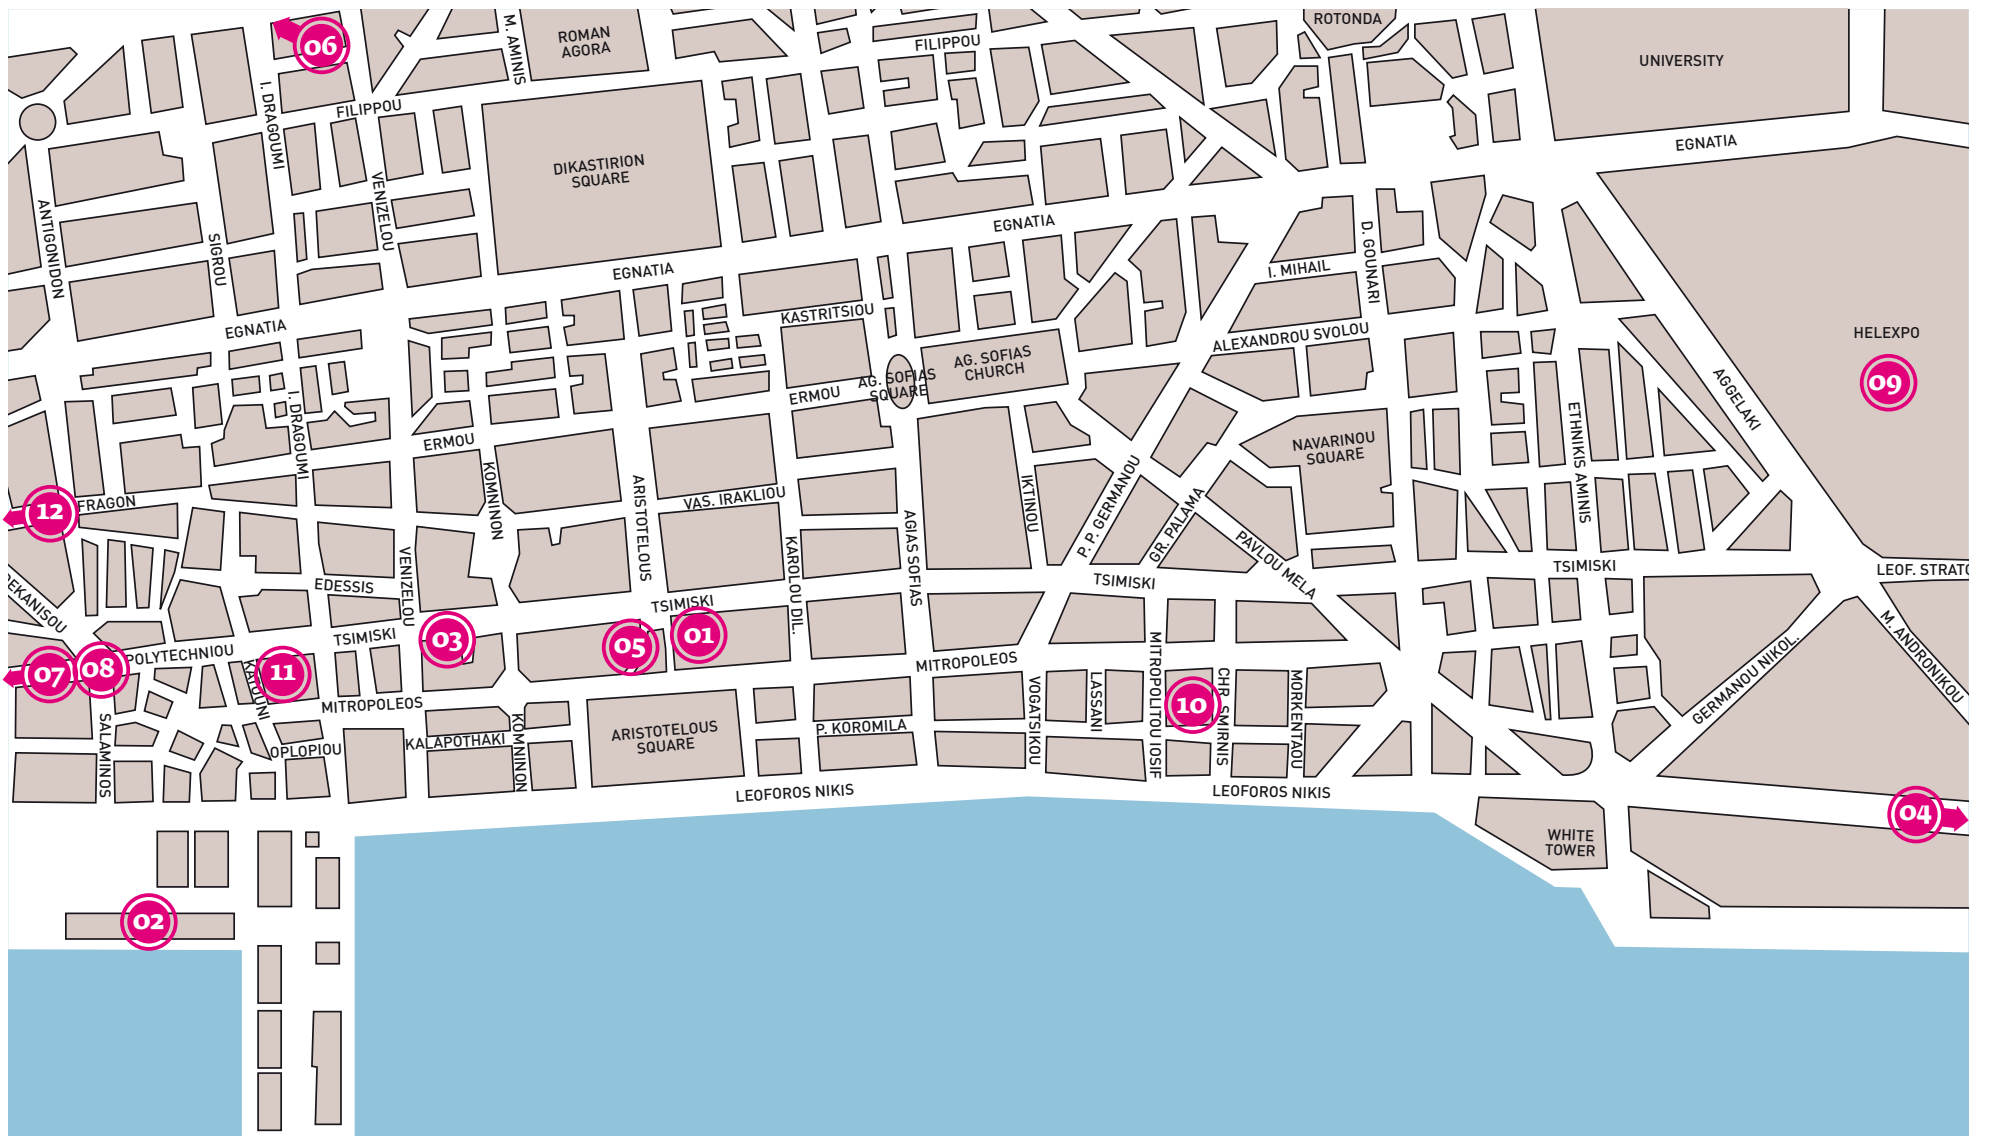 06
M. AMINIS
ROMAN
AGORA
FILIPPOU
ROTONDA
UNIVERSITY
I. DRAGOUMI
FILIPPOU
EGNATIA
DIKASTIRION
SQUARE
VENIZELOU
ANTIGONIDON
SIGROU
EGNATIA
D. GOUNARI
I. MIHAIL
EGNATIA
KASTRITSIOU
EGNATIA
ALEXANDROU SVOLOU
HELEXPO
09
AG. SOFIAS
CHURCH
AG. SOFIAS
SQUARE
ERMOU
AGGELAKI
I. DRAGOUMI
ERMOU
NAVARINOU
SQUARE
ETHNIKIS AMINIS
KOMNINON
ARISTOTELOUS
VAS. IRAKLIOU
IKTINOU
P. P. GERMANOU
GR. PALAMA
PAVLOU MELA
12
FRAGON
AGIAS SOFIAS
KAROLOU DIL.
VENIZELOU
EDESSIS
TSIMISKI
TSIMISKI
TSIMISKI
LEOF. STRATO
EKANISOU
TSIMISKI
03
05
01
M. ANDRONIKOU
GERMANOU NIKOL.
POLYTECHNIOU
07
08
KATOUNI
11
MITROPOLEOS
MITROPOLEOS
VOGATSIKOU
LASSANI
MITROPOLITOU IOSIF
10
CHR. SMIRNIS
MORKENTAOU
SALAMINOS
OPLOPIOU
KALAPOTHAKI
KOMNINON
ARISTOTELOUS
SQUARE
P. KOROMILA
LEOFOROS NIKIS
LEOFOROS NIKIS
WHITE
TOWER
04
02